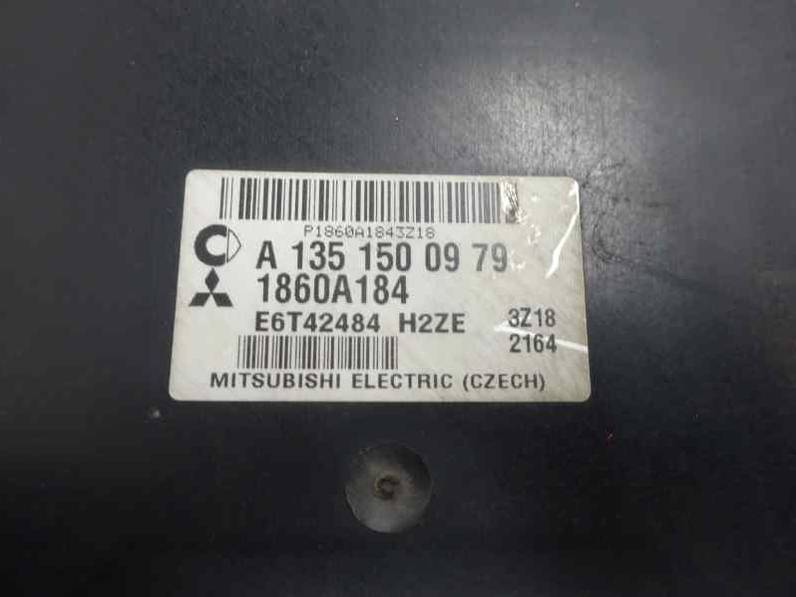 P1860A1843Z18
A 135 150 09 79
1860A184
E6T42484 H2ZE 3Z18
2164
MITSUBISHI ELECTRIC (CZECH)